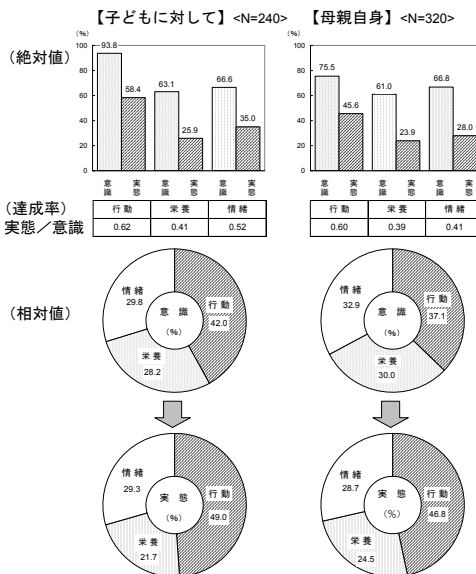 【子どもに対して】<N=240>　【母親自身】<N=320>
(絶対値)
(%)
100
80
60
40
20
0
93.8
58.4
63.1
25.9
66.6
35.0
意識 実態 意識 実態 意識 実態
(%)
100
80
60
40
20
0
75.5
45.6
61.0
23.9
66.8
28.0
意識 実態 意識 実態 意識 実態
(達成率)
実態／意識
行動 栄養 情緒
0.62 0.41 0.52
行動 栄養 情緒
0.60 0.39 0.41
(相対値)
情緒
29.8
意識
(%)
行動
42.0
栄養
28.2
情緒
32.9
意識
(%)
行動
37.1
栄養
30.0
情緒
29.3
実態
(%)
行動
49.0
栄養
21.7
情緒
28.7
実態
(%)
行動
46.8
栄養
24.5